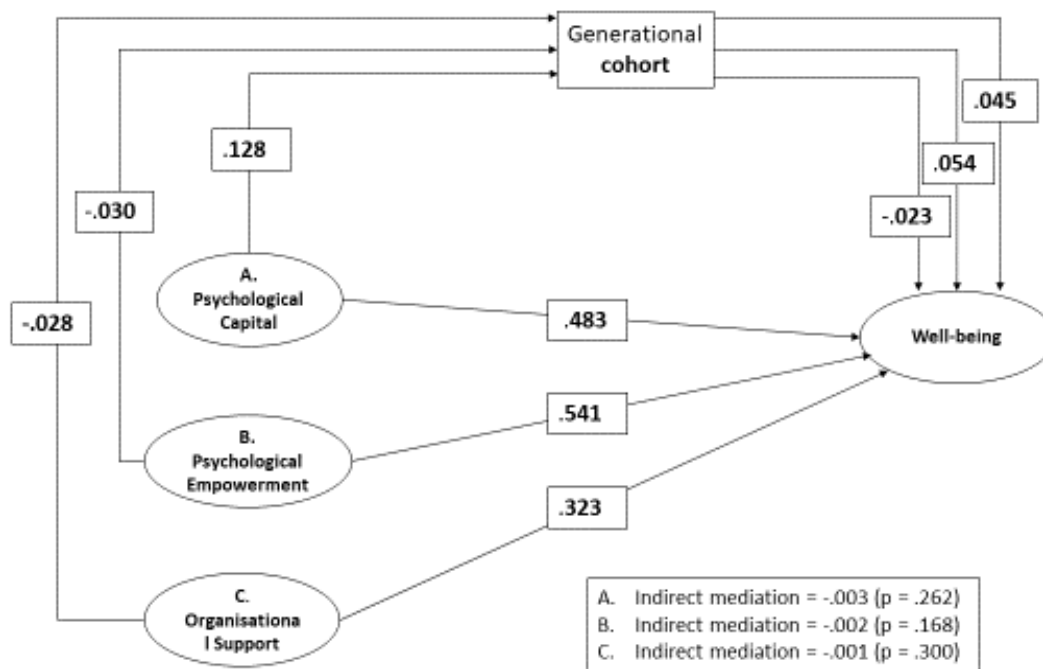 Generational
cohort
.045
.128
.054
-.030
-.023
A.
Psychological
Capital
-.028
.483
Well-being
.541
B.
Psychological
Empowerment
.323
C.
Organisationa
l Support
A. Indirect mediation = -.003 (p = .262)
B. Indirect mediation = -.002 (p = .168)
C. Indirect mediation = -.001 (p = .300)